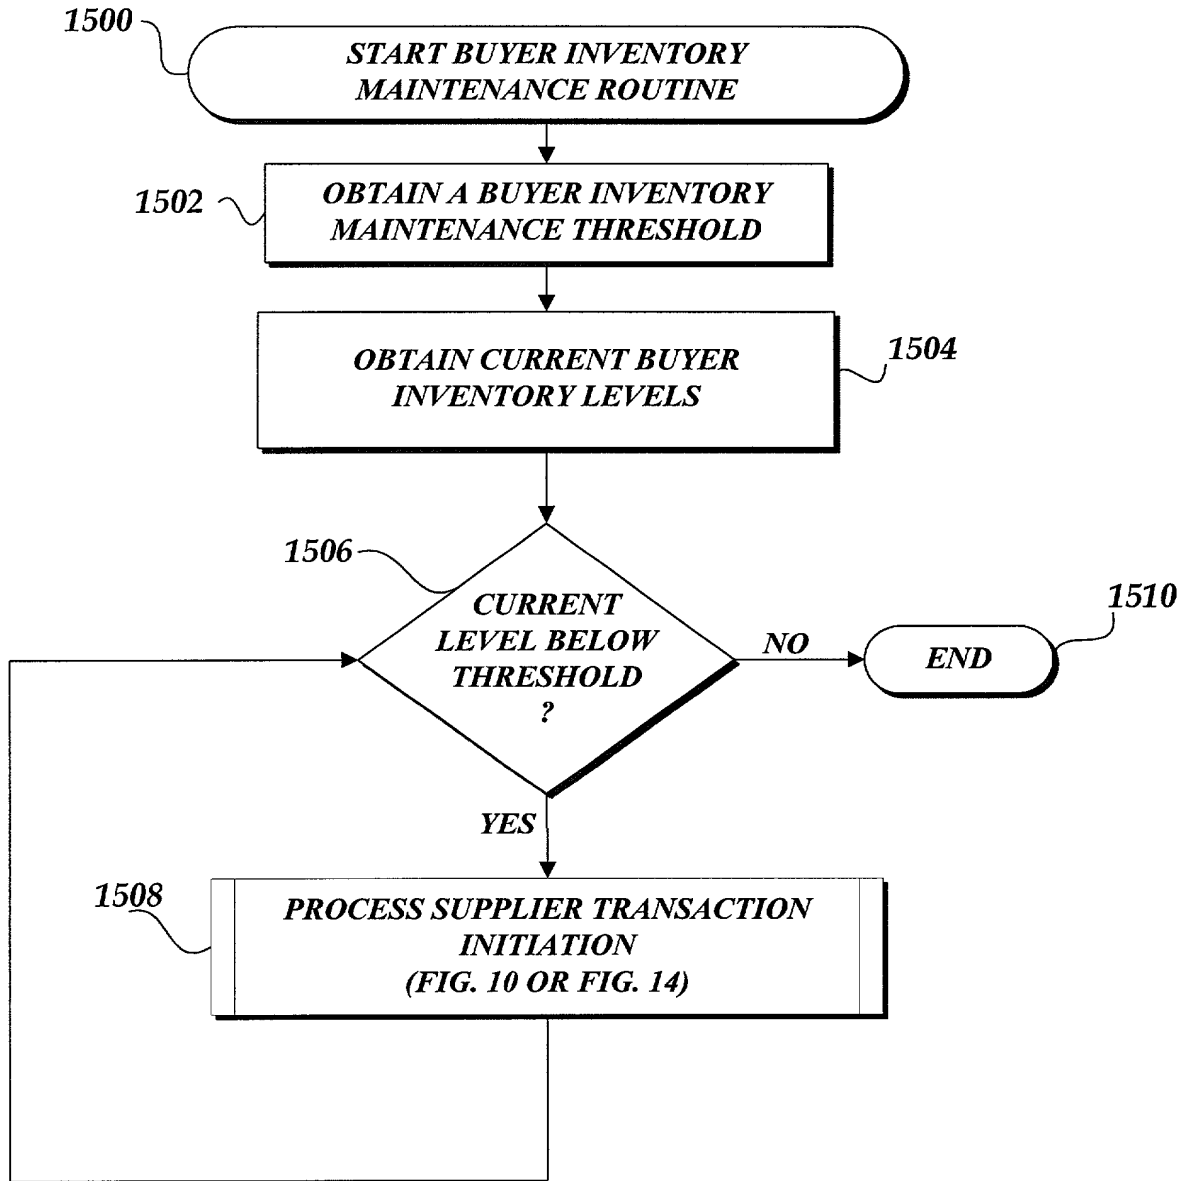 1500
START BUYER INVENTORY
MAINTENANCE ROUTINE
1502
OBTAIN A BUYER INVENTORY
MAINTENANCE THRESHOLD
OBTAIN CURRENT BUYER
INVENTORY LEVELS
1504
1506
CURRENT
LEVEL BELOW
THRESHOLD
?
NO
END
1510
YES
1508
PROCESS SUPPLIER TRANSACTION
INITIATION
(FIG. 10 OR FIG. 14)